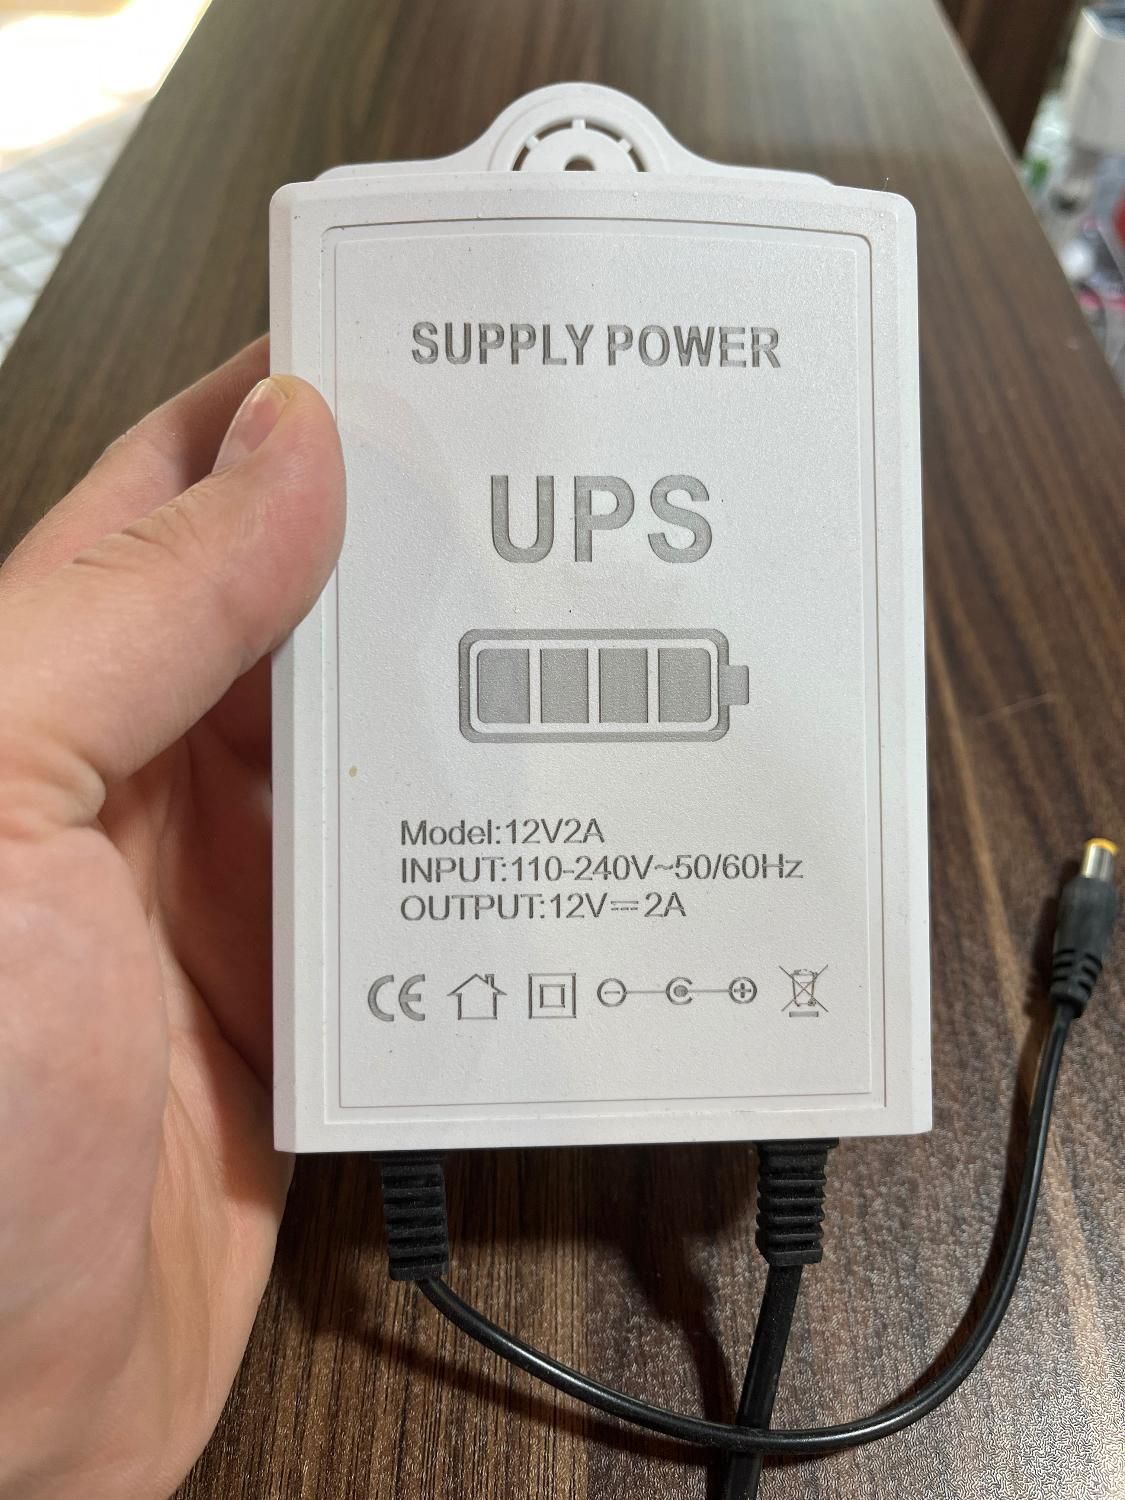 SUPPLY POWER
UPS
Model:12V2A
INPUT:110-240V~50/60Hz
OUTPUT:12V⎓2A
CE